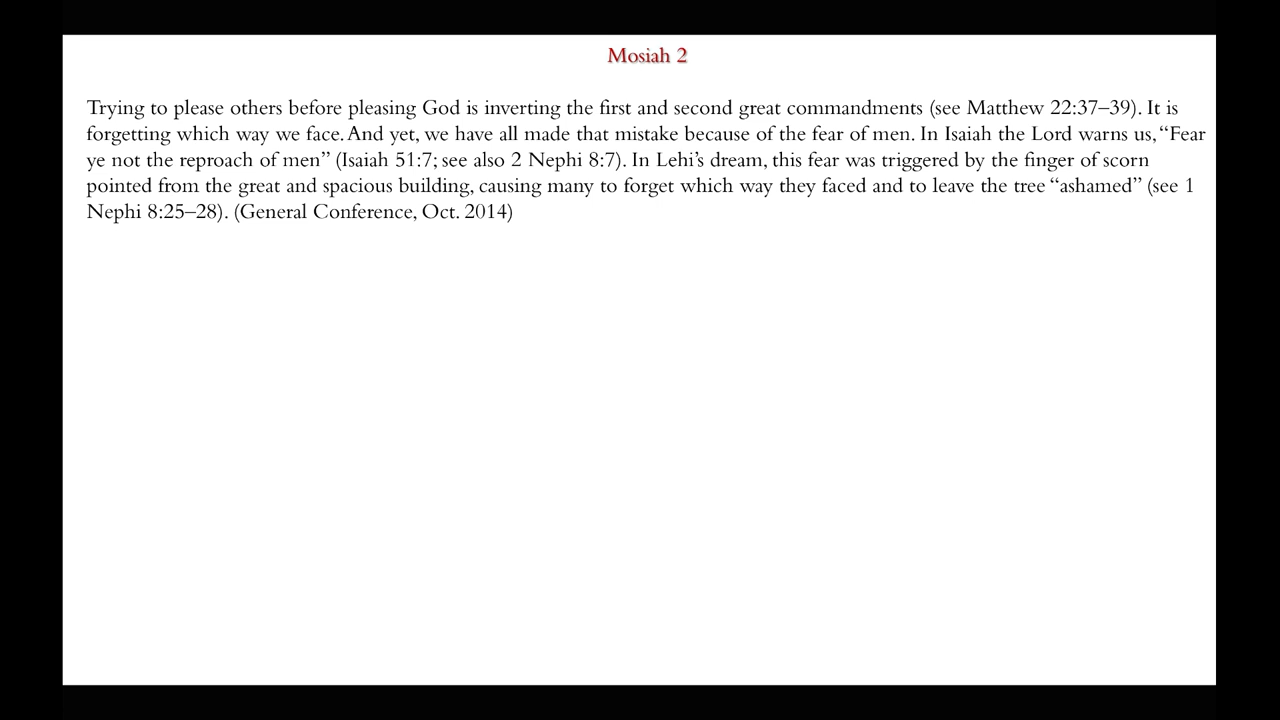 Mosiah 2
Trying to please others before pleasing God is inverting the first and second great commandments (see Matthew 22:37–39). It is
forgetting which way we face. And yet, we have all made that mistake because of the fear of men. In Isaiah the Lord warns us, “Fear
ye not the reproach of men” (Isaiah 51:7; see also 2 Nephi 8:7). In Lehi’s dream, this fear was triggered by the finger of scorn
pointed from the great and spacious building, causing many to forget which way they faced and to leave the tree “ashamed” (see 1
Nephi 8:25–28). (General Conference, Oct. 2014)